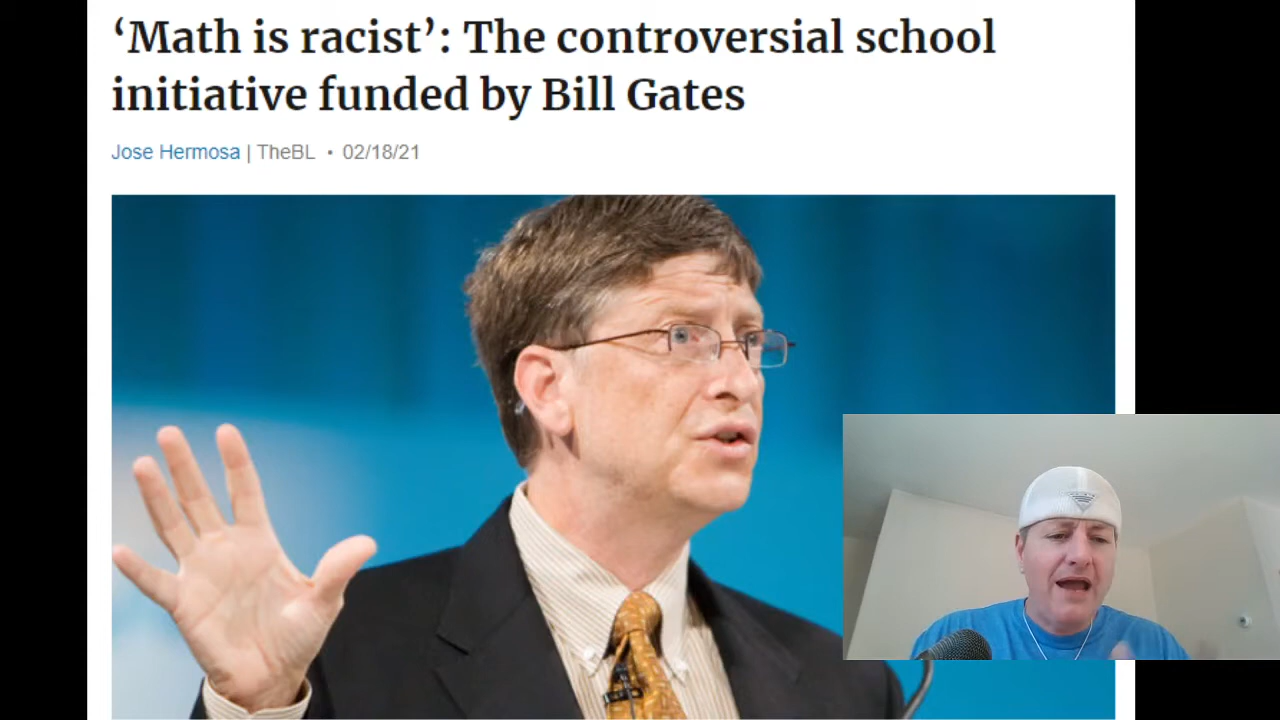 ‘Math is racist’: The controversial school
initiative funded by Bill Gates
Jose Hermosa | TheBL • 02/18/21